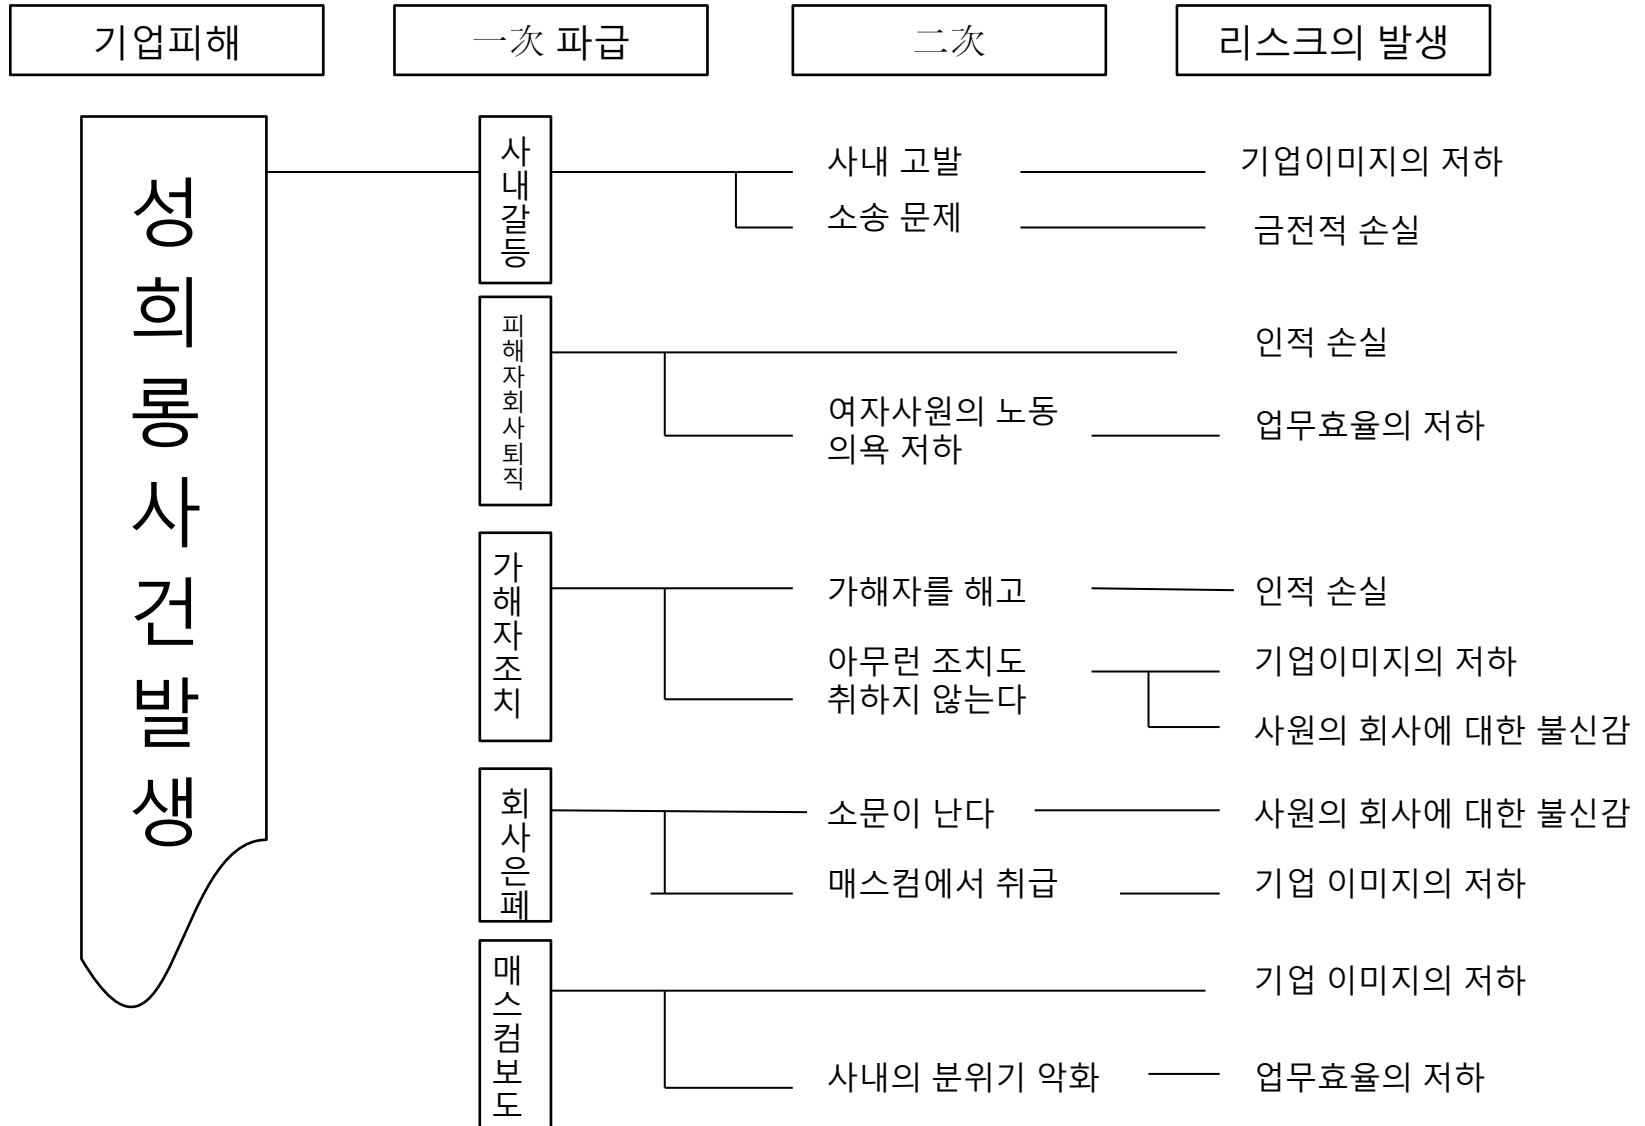 기업피해
一次 파급
二次
리스크의 발생
성희롱사건발생
사내갈등
사내 고발
기업이미지의 저하
소송 문제
금전적 손실
피해자회사퇴직
인적 손실
여자사원의 노동
의욕 저하
업무효율의 저하
가해자조치
가해자를 해고
인적 손실
아무런 조치도
취하지 않는다
기업이미지의 저하
사원의 회사에 대한 불신감
회사은폐
소문이 난다
사원의 회사에 대한 불신감
매스컴에서 취급
기업 이미지의 저하
매스컴보도
기업 이미지의 저하
사내의 분위기 악화
업무효율의 저하